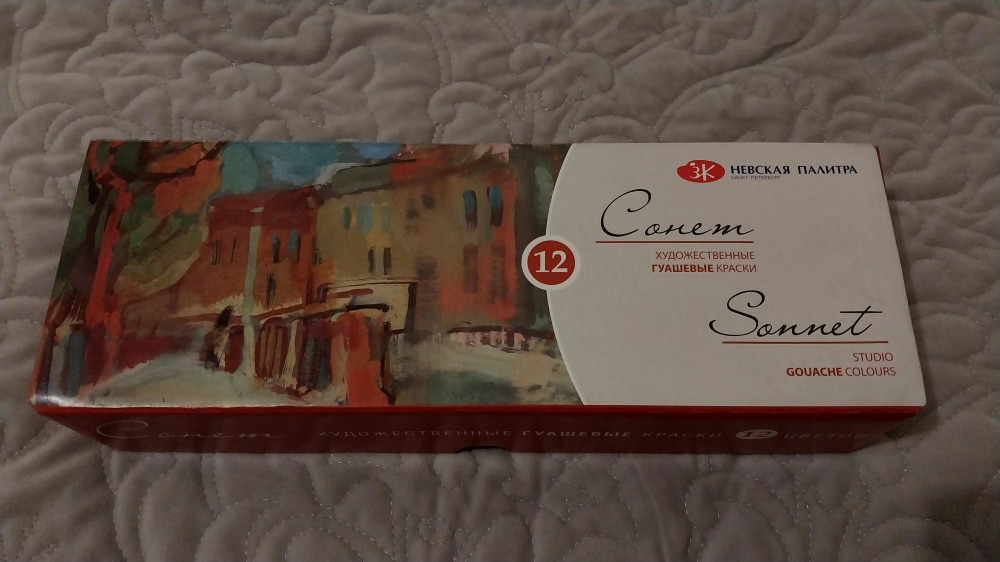 ЗК НЕВСКАЯ ПАЛИТРА
САНКТ-ПЕТЕРБУРГ
Сонет
ХУДОЖЕСТВЕННЫЕ
ГУАШЕВЫЕ КРАСКИ
12
Sonnet
STUDIO
GOUACHE COLOURS
Сонет ХУДОЖЕСТВЕННЫЕ ГУАШЕВЫЕ КРАСКИ 12 ЦВЕТОВ